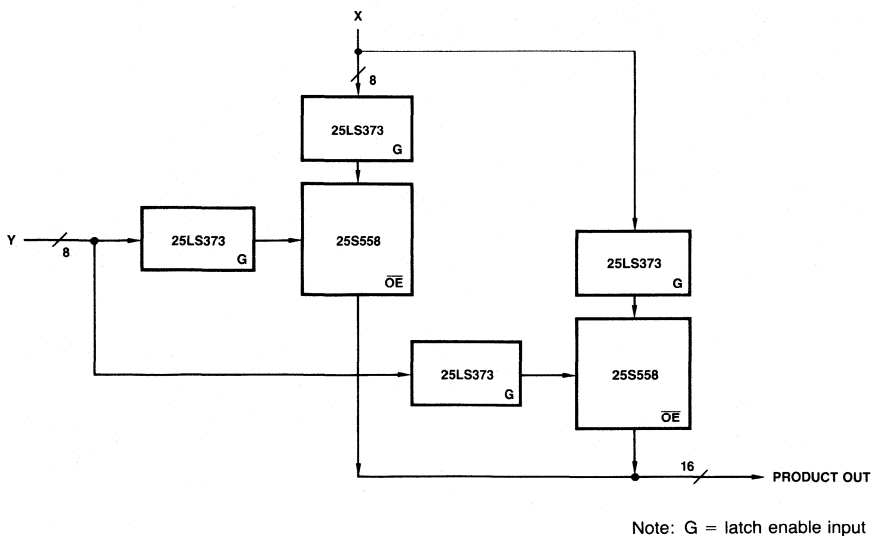 X
8
25LS373
G
Y
8
25LS373
G
25S558
OE
25LS373
G
25LS373
G
25S558
OE
16
PRODUCT OUT
Note: G = latch enable input